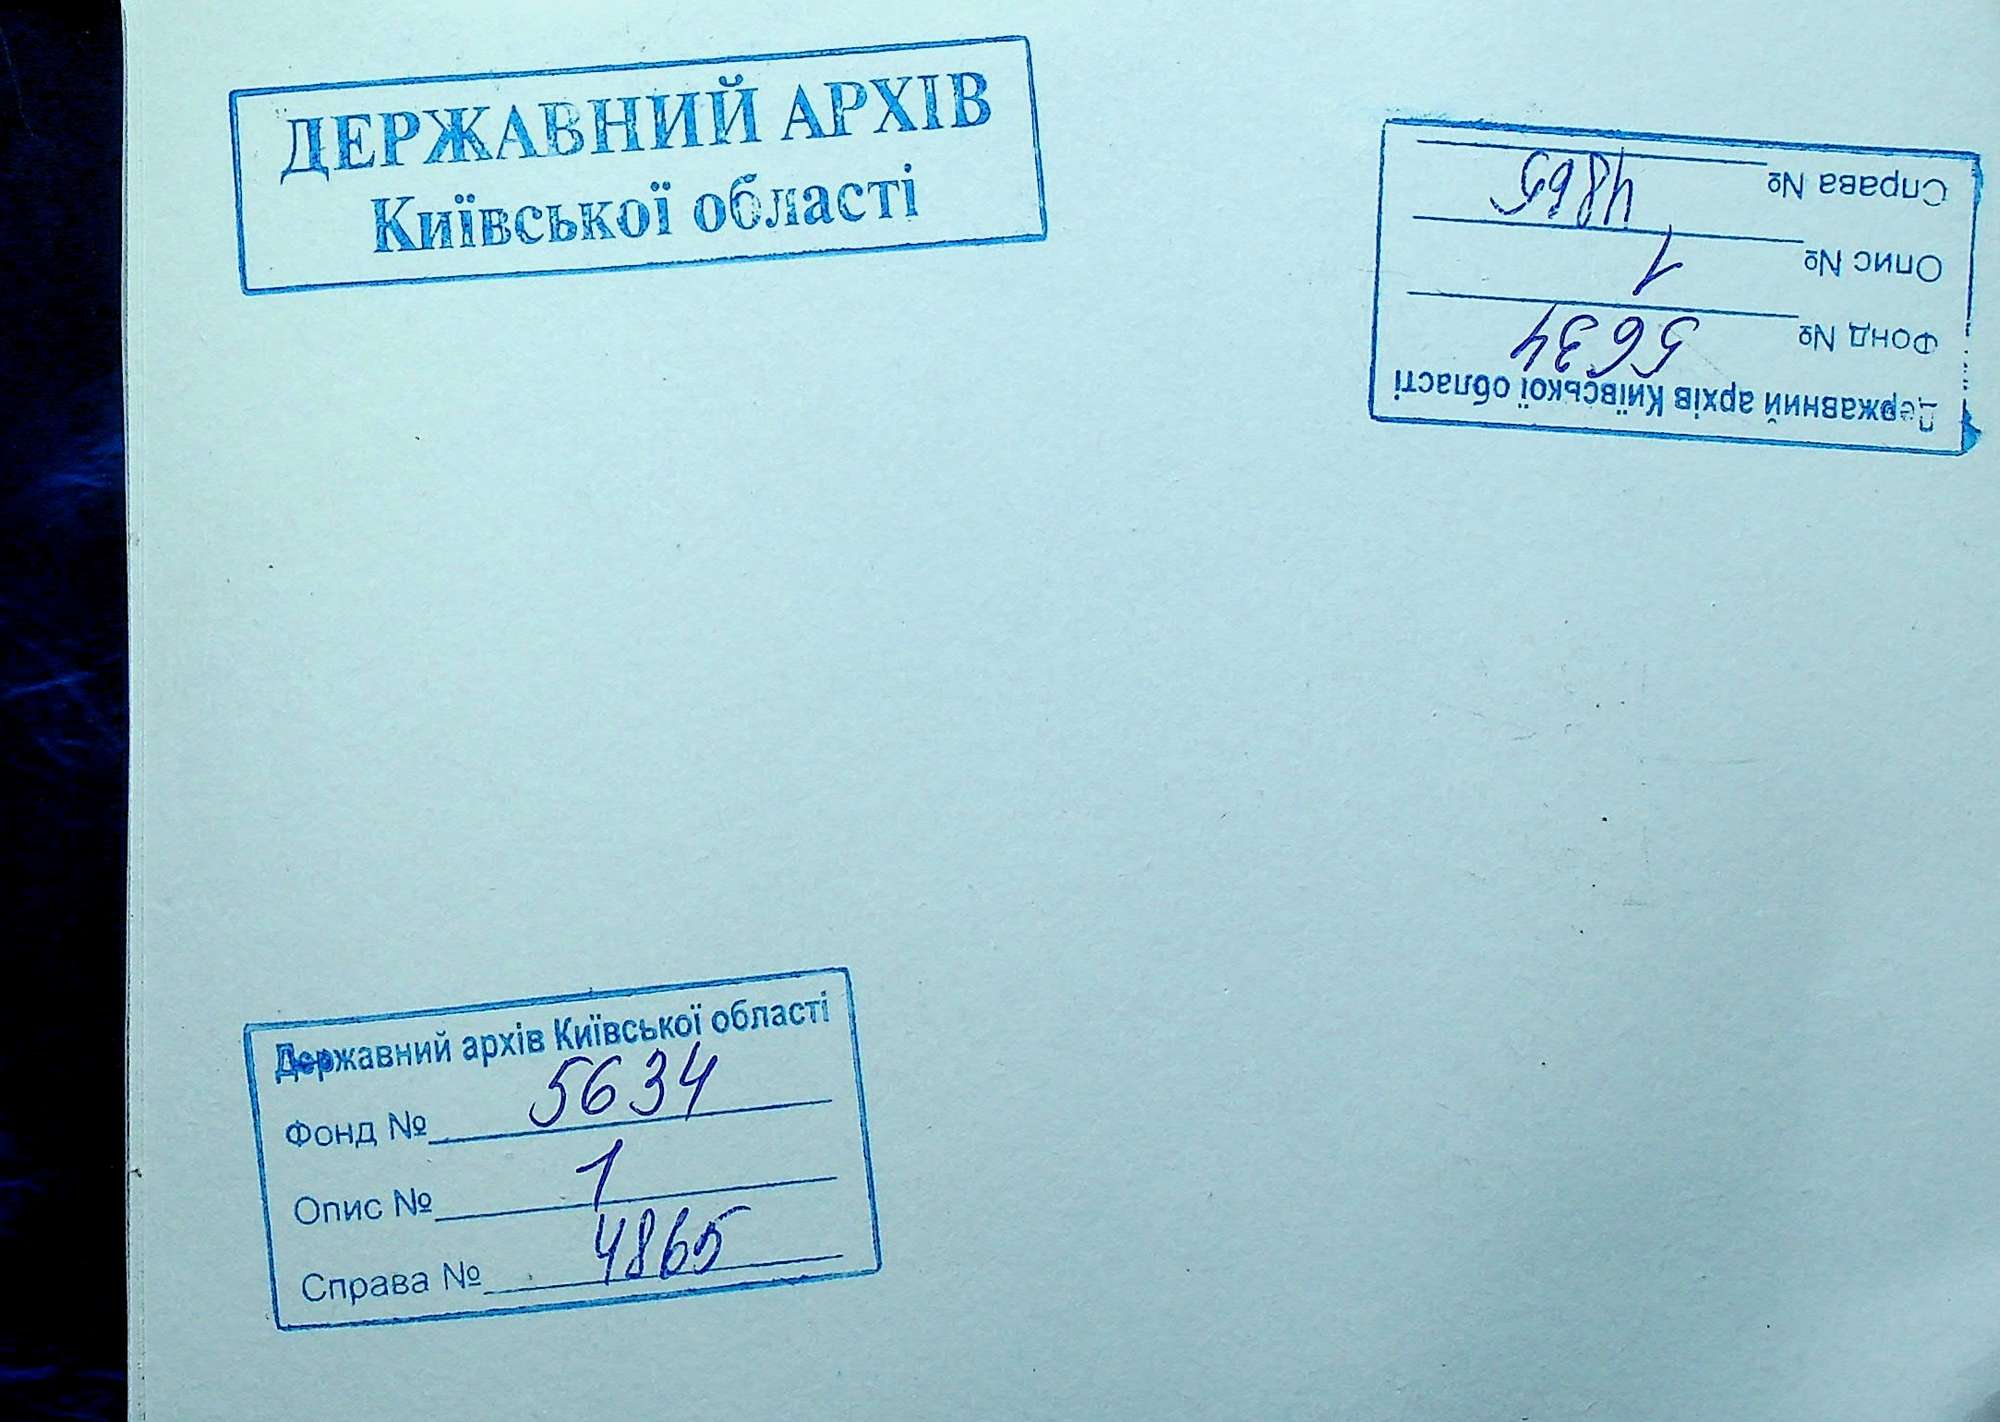 ДЕРЖАВНИЙ АРХІВ
Київської області
Державний архів Київської області
Фонд № 5634
Опис № 1
Справа № 4865
Державний архів Київської області
Фонд № 5634
Опис № 1
Справа № 4865